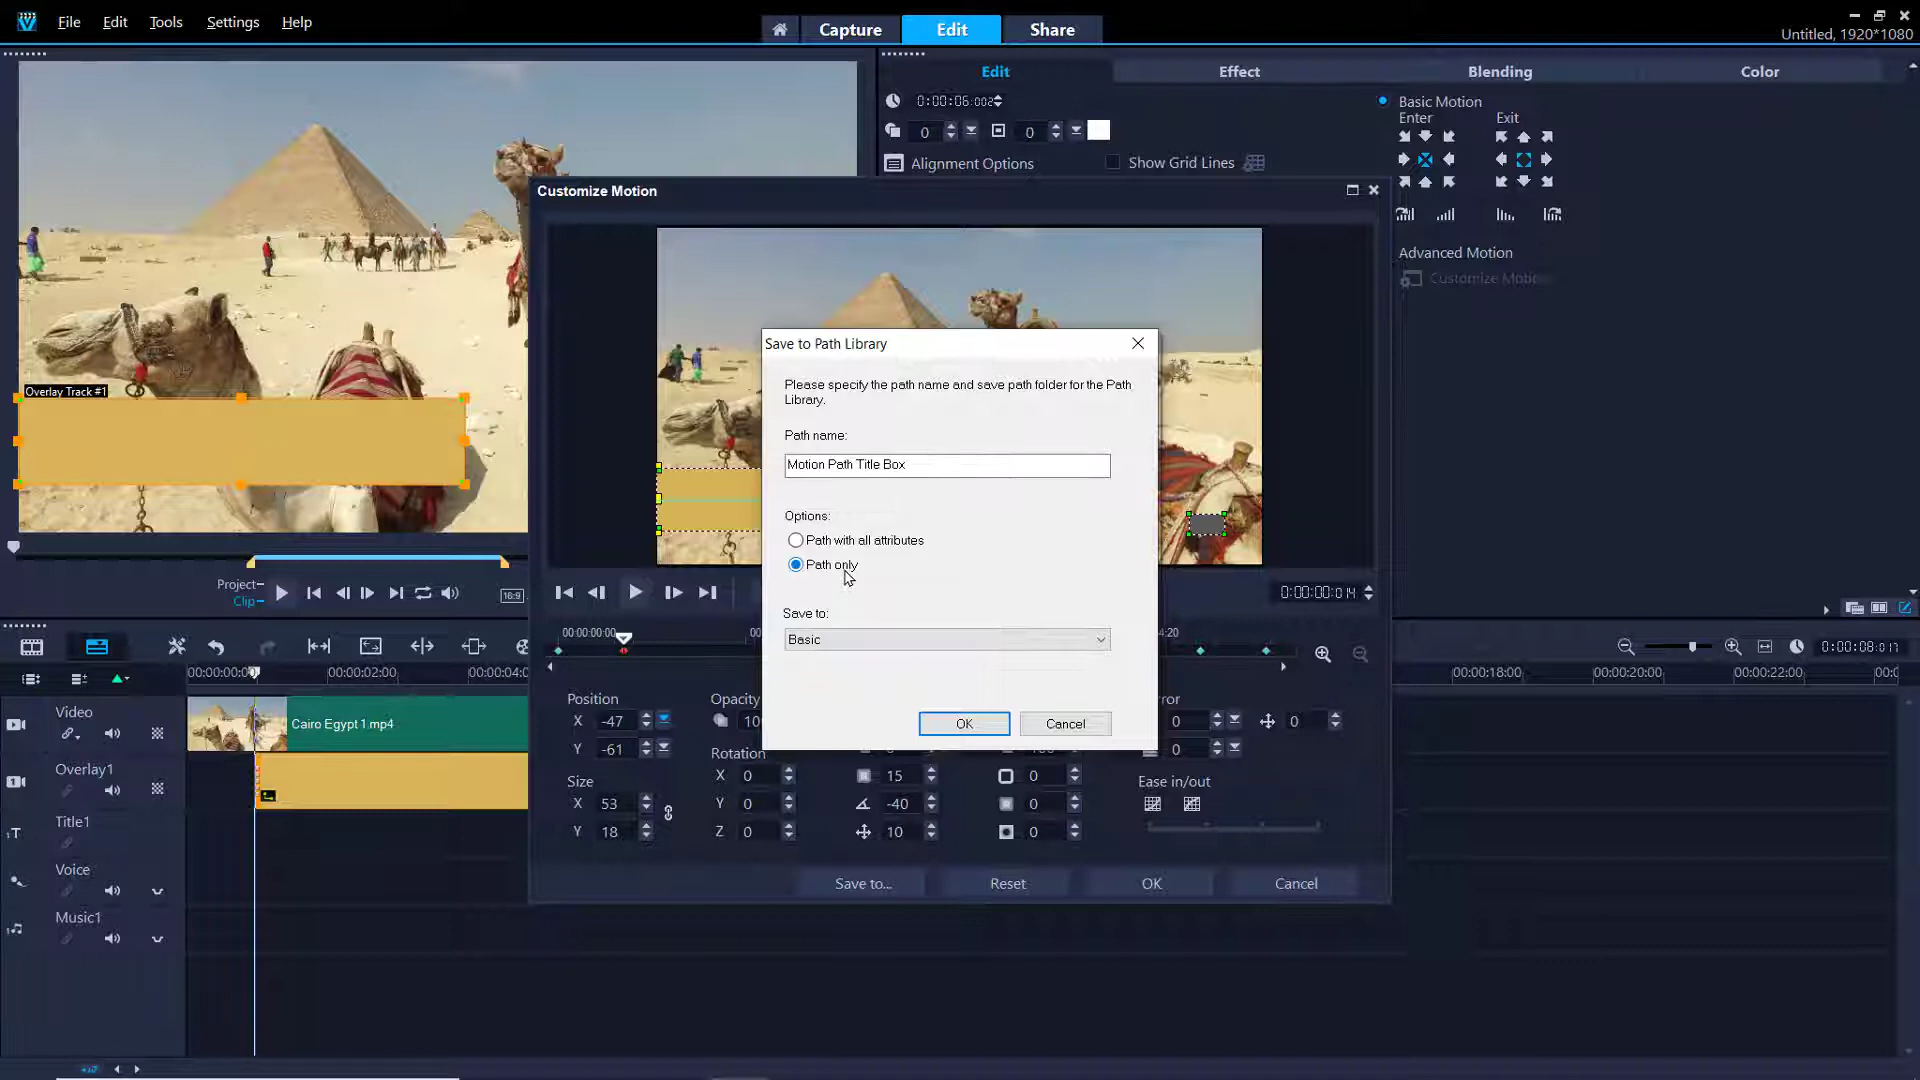 File Edit Tools Settings Help
Capture Edit Share
Untitled, 1920*1080
Edit Effect Blending Color
0:00:06.002
0 0
Alignment Options
Show Grid Lines
Basic Motion
Enter Exit
Advanced Motion
Customize Motion
Overlay Track #1
Project
Clip
16:9
Customize Motion
Save to Path Library
Please specify the path name and save path folder for the Path
Library.
Path name:
Motion Path Title Box
Options:
Path with all attributes
Path only
Save to:
Basic
OK Cancel
0:00:00:014
00:00:00:00
4:20
Position
X -47
Y -61
Size
X 53
Y 18
Opacity
Rotation
X 0
Y 0
Z 0
15
-40
10
0
0
0
0 0
0
Ease in/out
Save to... Reset OK Cancel
0:00:08:017
00:00:00:00 00:00:02:00 00:00:04:0
00:00:18:00 00:00:20:00 00:00:22:00
Video
Cairo Egypt 1.mp4
Overlay1
Title1
Voice
Music1